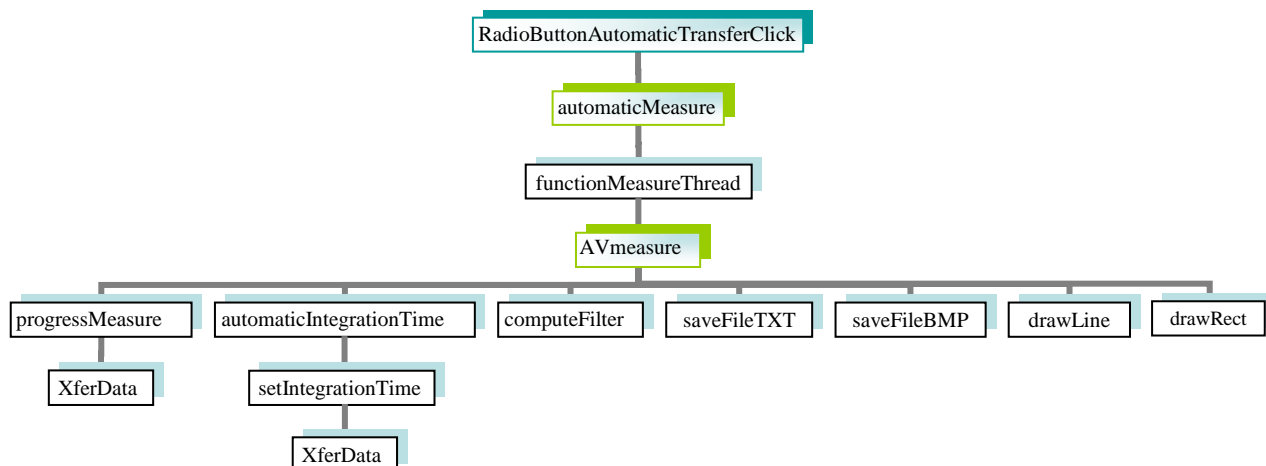 RadioButtonAutomaticTransferClick
automaticMeasure
functionMeasureThread
AVmeasure
progressMeasure
automaticIntegrationTime
computeFilter
saveFileTXT
saveFileBMP
drawLine
drawRect
XferData
setIntegrationTime
XferData